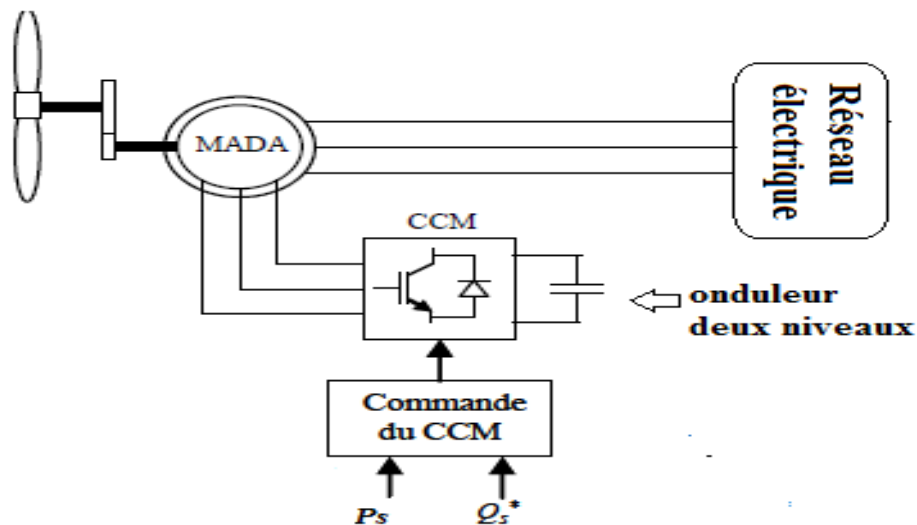 MADA
Réseau
électrique
CCM
onduleur
deux niveaux
Commande
du CCM
Ps
Qs*